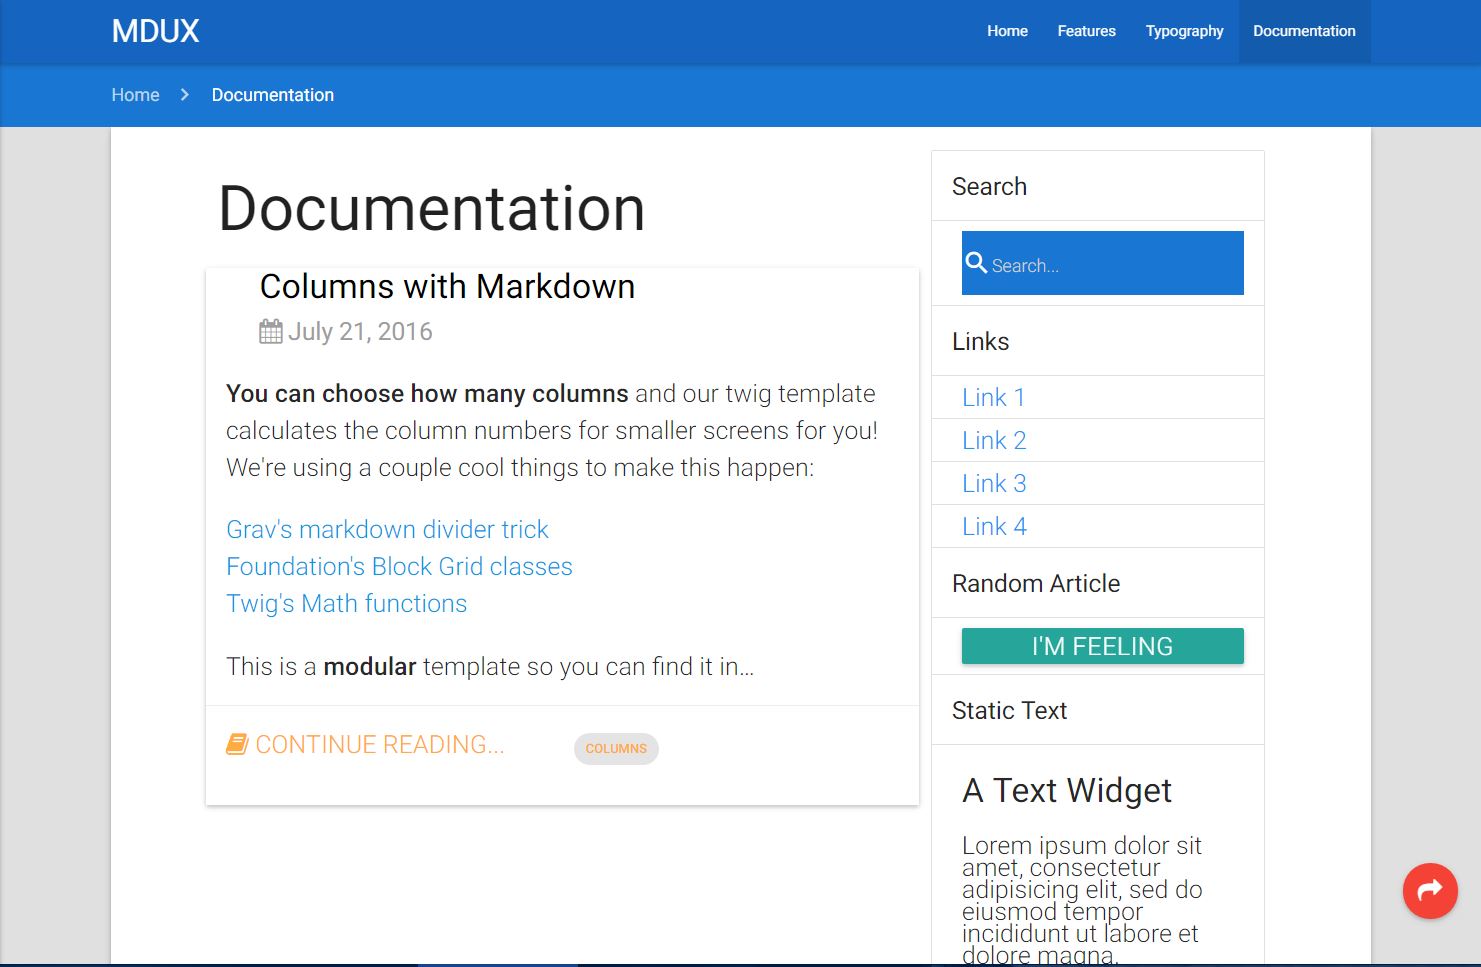 MDUX
Home Features Typography Documentation
Home Documentation
Documentation
Columns with Markdown
July 21, 2016
You can choose how many columns and our twig template
calculates the column numbers for smaller screens for you!
We're using a couple cool things to make this happen:
Grav's markdown divider trick
Foundation's Block Grid classes
Twig's Math functions
This is a modular template so you can find it in...
CONTINUE READING...
COLUMNS
Search
Search...
Links
Link 1
Link 2
Link 3
Link 4
Random Article
I'M FEELING
Static Text
A Text Widget
Lorem ipsum dolor sit
amet, consectetur
adipisicing elit, sed do
eiusmod tempor
incididunt ut labore et
dolore magna.